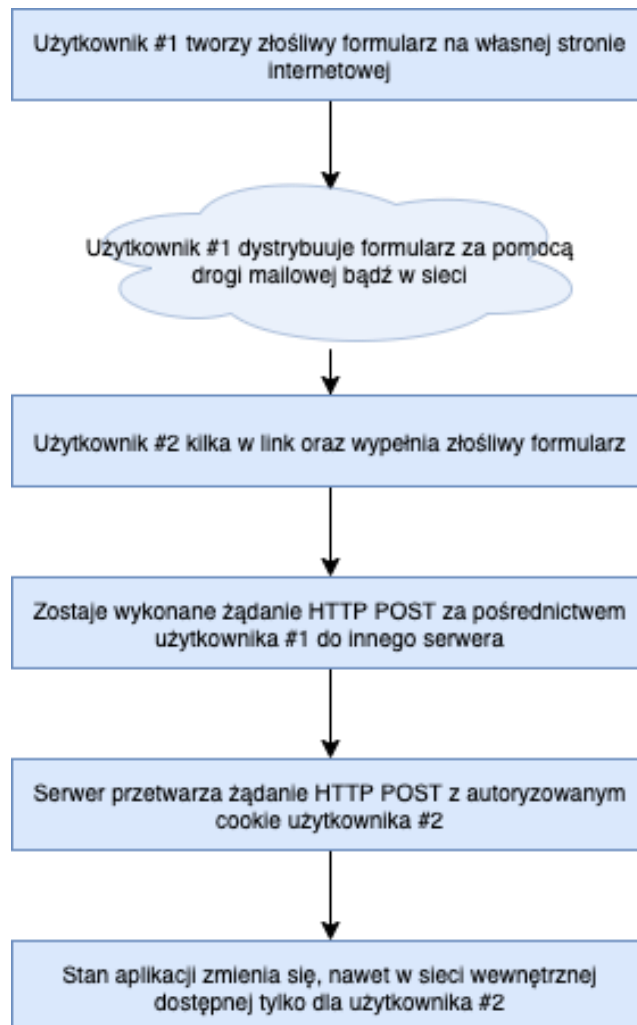 Użytkownik #1 tworzy złośliwy formularz na własnej stronie
internetowej
Użytkownik #1 dystrybuuje formularz za pomocą
drogi mailowej bądź w sieci
Użytkownik #2 kilka w link oraz wypełnia złośliwy formularz
Zostaje wykonane żądanie HTTP POST za pośrednictwem
użytkownika #1 do innego serwera
Serwer przetwarza żądanie HTTP POST z autoryzowanym
cookie użytkownika #2
Stan aplikacji zmienia się, nawet w sieci wewnętrznej
dostępnej tylko dla użytkownika #2